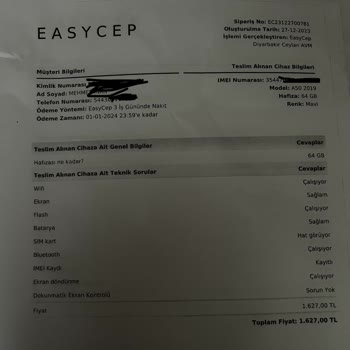 EASYCEP
Sipariş No: EC23122700761
Oluşturulma Tarihi: 27-12-2023
İşlemi Gerçekleştiren: EasyCep
Diyarbakır Ceylan AVM
Müşteri Bilgileri
Teslim Alınan Cihaz Bilgileri
Kimlik Numarası:
Ad Soyad: MEHM
Telefon Numarası: 5443
Ödeme Yöntemi: EasyCep 3 İş Gününde Nakit
Ödeme Zamanı: 01-01-2024 23:59'e kadar
IMEI Numarası: 3544
Model: A50 2019
Hafıza: 64 GB
Renk: Mavi
Teslim Alınan Cihaza Ait Genel Bilgiler Cevaplar
Hafızası ne kadar? 64 GB
Teslim Alınan Cihaza Ait Teknik Sorular Cevaplar
Wifi Çalışıyor
Ekran Sağlam
Flash Çalışıyor
Batarya Sağlam
SIM kart Hat görüyor
Bluetooth Çalışıyor
IMEI Kaydı Kayıtlı
Ekran döndürme Çalışıyor
Dokunmatik Ekran Kontrolü Sorun Yok
Fiyat 1.627,00 TL
Toplam Fiyat: 1.627,00 TL